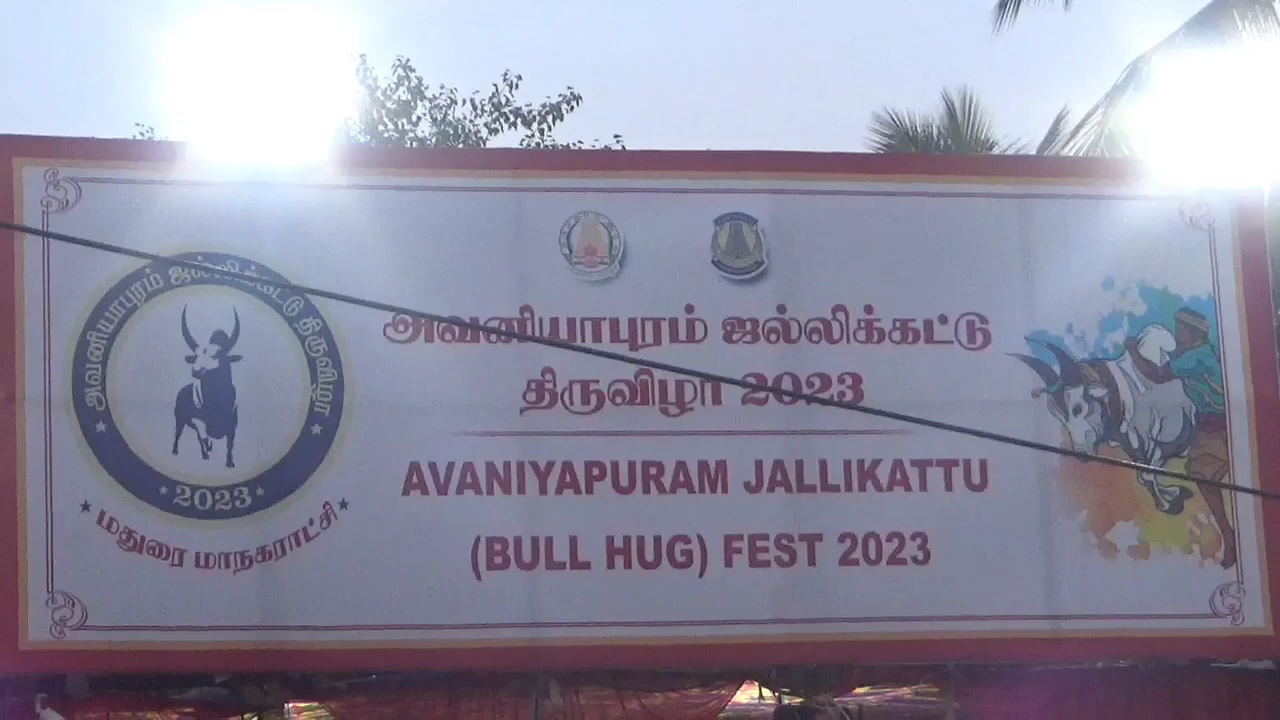 அவனியாபுரம் ஜல்லிக்கட்டு திருவிழா
2023
மதுரை மாநகராட்சி
அவனியாபுரம் ஜல்லிக்கட்டு
திருவிழா 2023
AVANIYAPURAM JALLIKATTU
(BULL HUG) FEST 2023